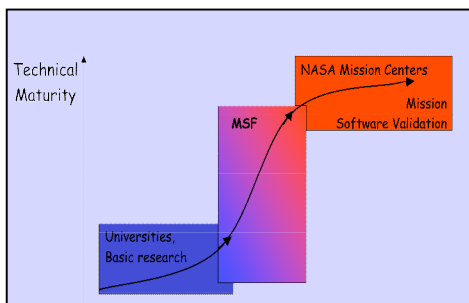 Technical
Maturity
NASA Mission Centers
Mission
Software Validation
MSF
Universities,
Basic research